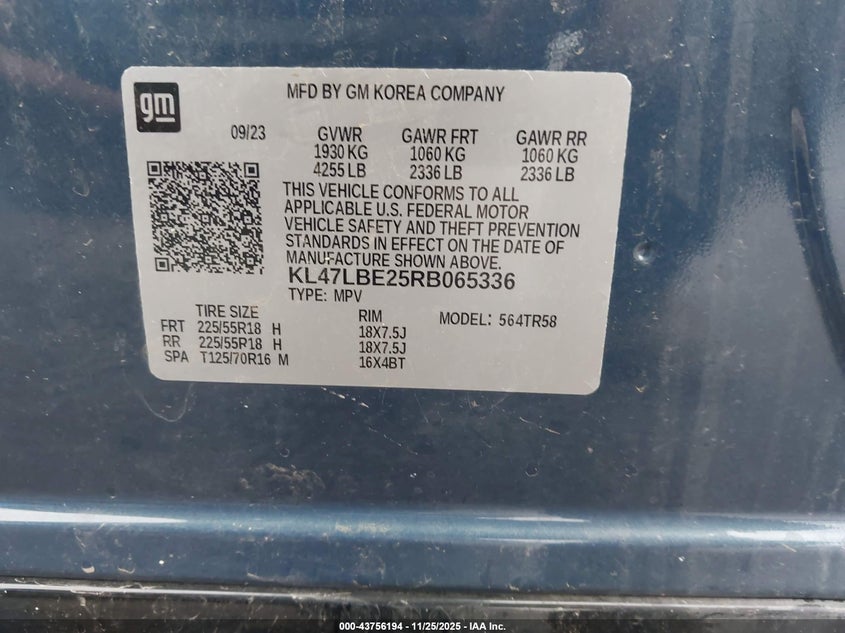 gm
MFD BY GM KOREA COMPANY
09/23 GVWR GAWR FRT GAWR RR
1930 KG 1060 KG 1060 KG
4255 LB 2336 LB 2336 LB
THIS VEHICLE CONFORMS TO ALL
APPLICABLE U.S. FEDERAL MOTOR
VEHICLE SAFETY AND THEFT PREVENTION
STANDARDS IN EFFECT ON THE DATE OF
MANUFACTURE SHOWN ABOVE.
KL47LBE25RB065336
TYPE: MPV
TIRE SIZE RIM MODEL: 564TR58
FRT 225/55R18 H 18X7.5J
RR 225/55R18 H 18X7.5J
SPA T125/70R16 M 16X4BT
000-43756194 - 11/25/2025 - IAA Inc.